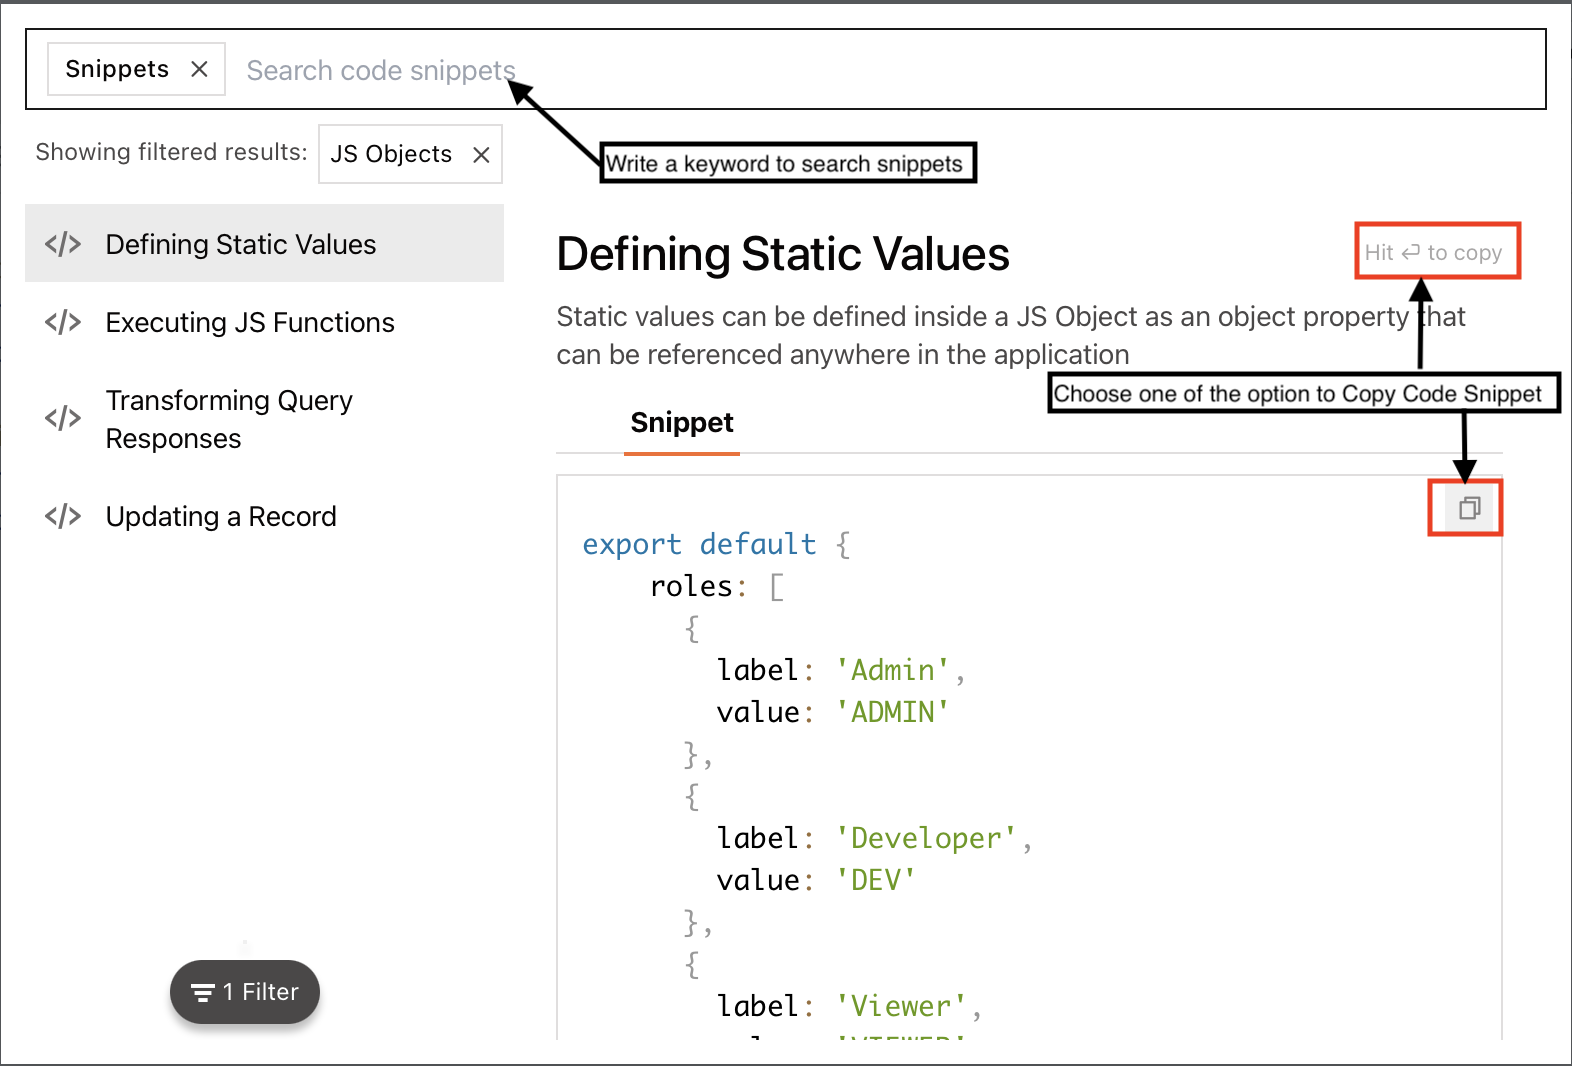 Snippets
Search code snippets
Showing filtered results:
JS Objects
Write a keyword to search snippets
Defining Static Values
Executing JS Functions
Transforming Query
Responses
Updating a Record
1 Filter
Defining Static Values
Hit ⏎ to copy
Static values can be defined inside a JS Object as an object property that
can be referenced anywhere in the application
Choose one of the option to Copy Code Snippet
Snippet
export default {
roles: [
{
label: 'Admin',
value: 'ADMIN'
},
{
label: 'Developer',
value: 'DEV'
},
{
label: 'Viewer',